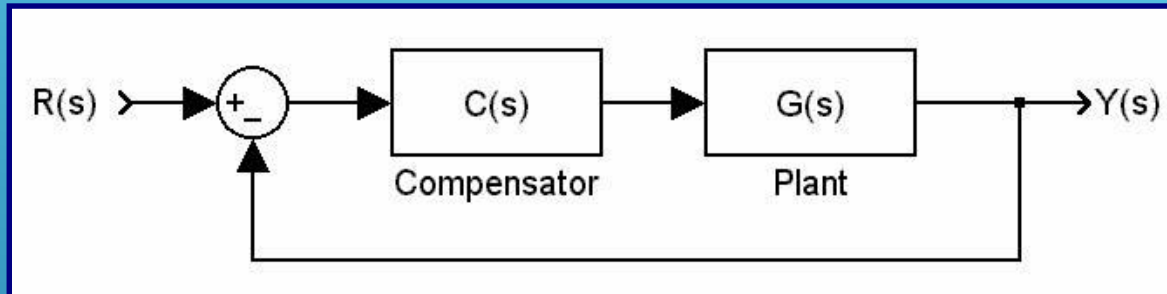 R(s)
+
−
C(s)
Compensator
G(s)
Plant
Y(s)